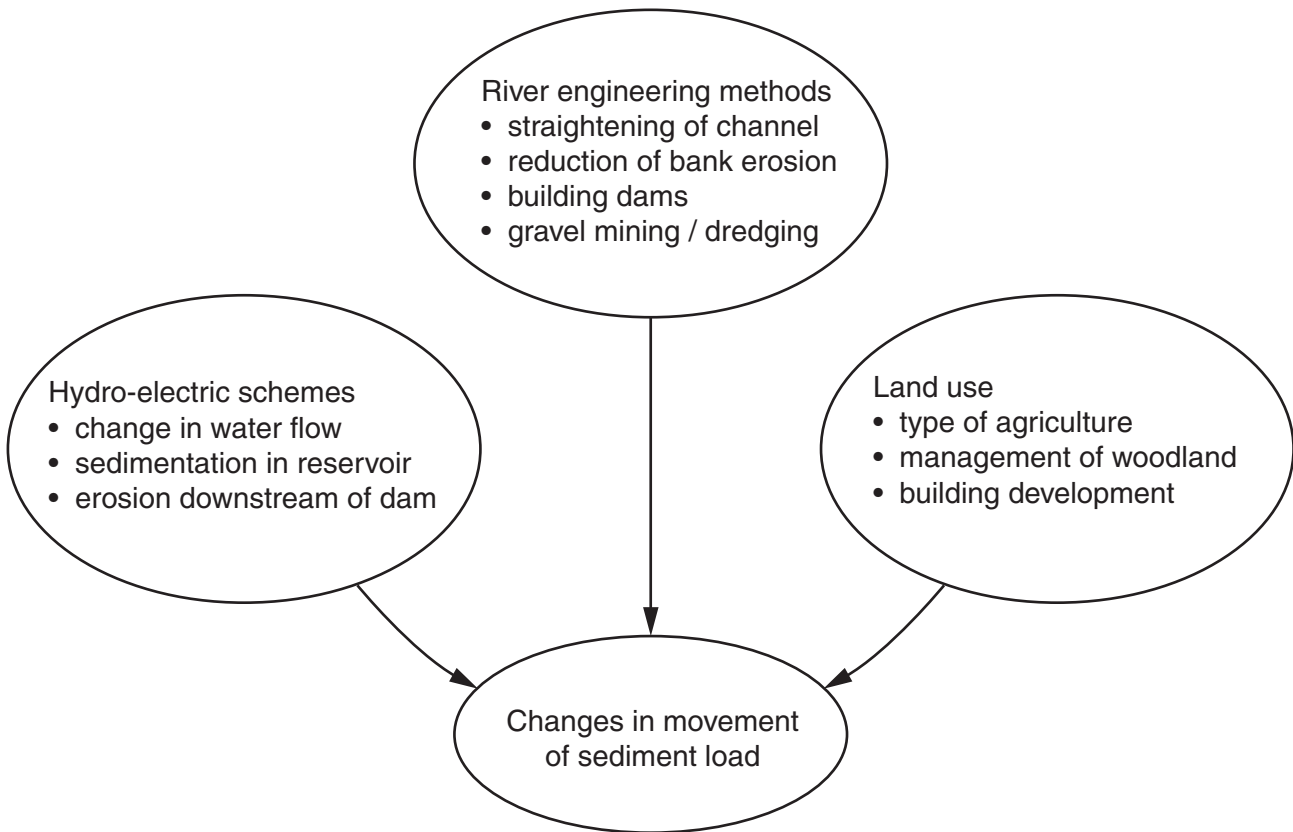 River engineering methods
• straightening of channel
• reduction of bank erosion
• building dams
• gravel mining / dredging
Hydro-electric schemes
• change in water flow
• sedimentation in reservoir
• erosion downstream of dam
Land use
• type of agriculture
• management of woodland
• building development
Changes in movement
of sediment load